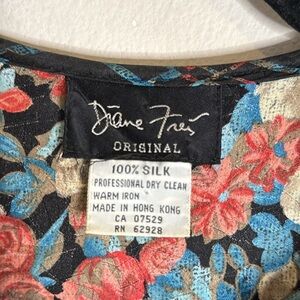 Diane Freis
ORIGINAL
100% SILK
PROFESSIONAL DRY CLEAN
WARM IRON
MADE IN HONG KONG
CA 07529
RN 62928